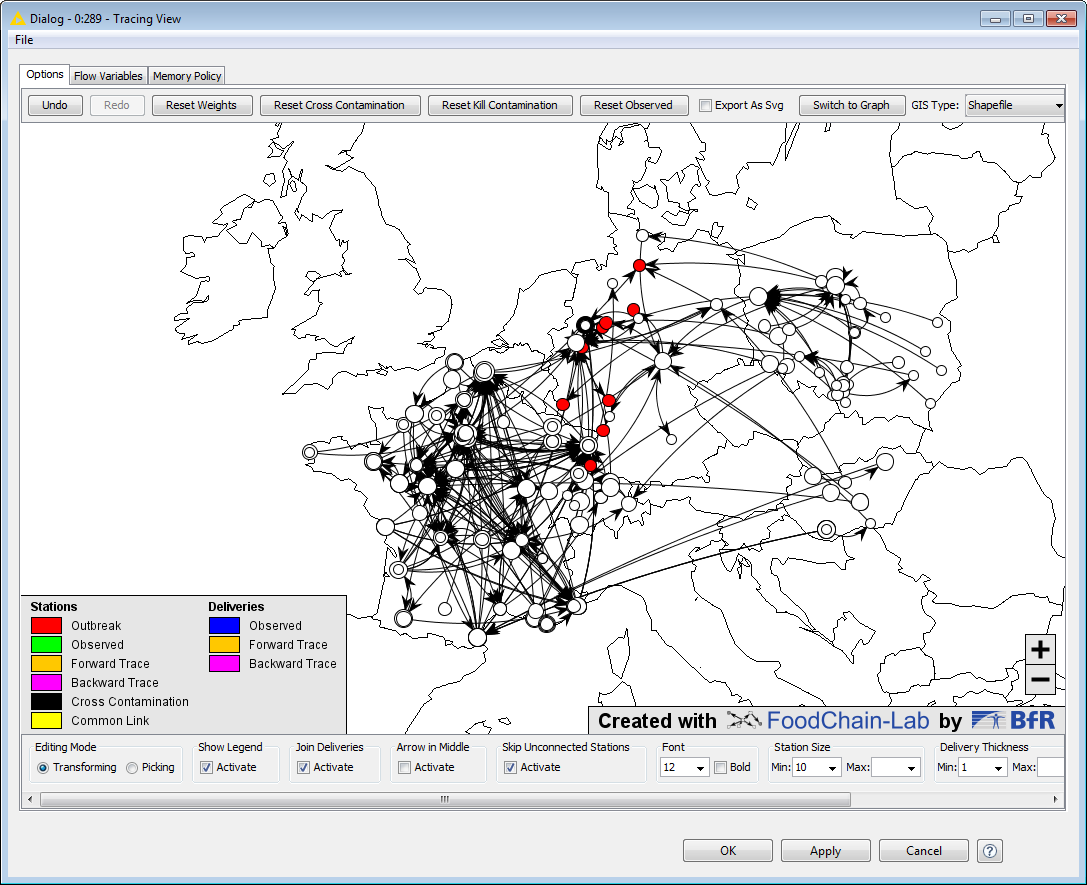 Dialog - 0:289 - Tracing View
File
Options Flow Variables Memory Policy
Undo Redo Reset Weights Reset Cross Contamination Reset Kill Contamination Reset Observed Export As Svg Switch to Graph GIS Type: Shapefile
Stations Deliveries
Outbreak Observed
Observed Forward Trace
Forward Trace Backward Trace
Backward Trace
Cross Contamination
Common Link
+
−
Created with FoodChain-Lab by BfR
Editing Mode Show Legend Join Deliveries Arrow in Middle Skip Unconnected Stations Font Station Size Delivery Thickness
Transforming Picking Activate Activate Activate Activate 12 Bold Min: 10 Max: Min: 1 Max:
OK Apply Cancel ?